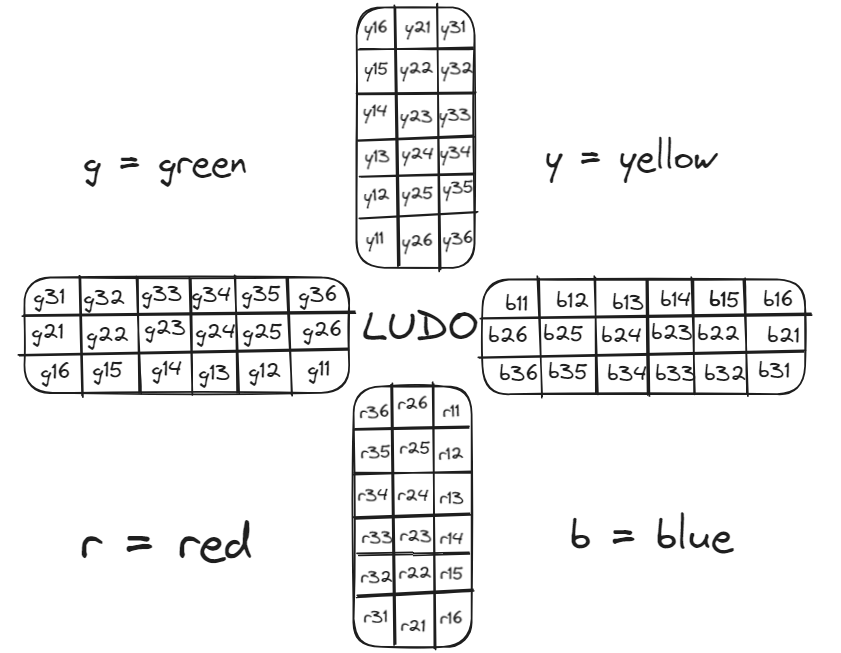 y16 y21 y31
y15 y22 y32
y14 y23 y33
y13 y24 y34
y12 y25 y35
y11 y26 y36
g = green
y = yellow
g31 g32 g33 g34 g35 g36
g21 g22 g23 g24 g25 g26
g16 g15 g14 g13 g12 g11
LUDO
b11 b12 b13 b14 b15 b16
b26 b25 b24 b23 b22 b21
b36 b35 b34 b33 b32 b31
r36 r26 r11
r35 r25 r12
r34 r24 r13
r33 r23 r14
r32 r22 r15
r31 r21 r16
r = red
b = blue